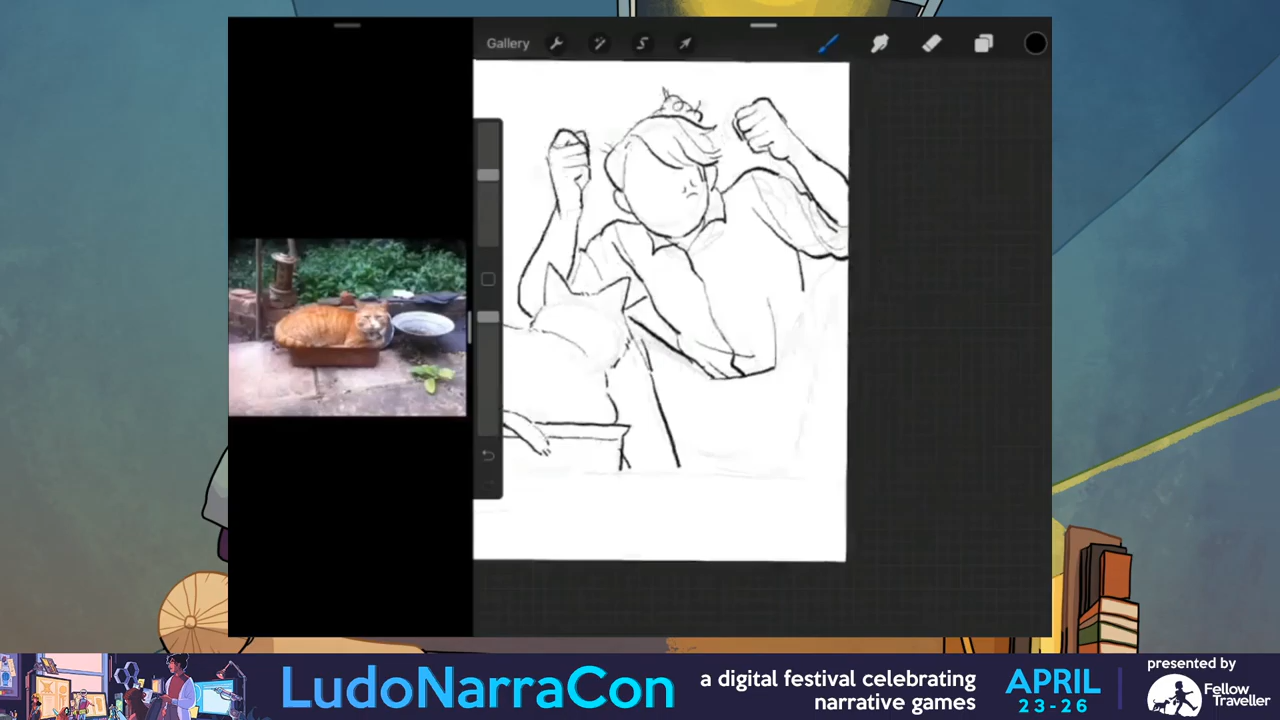 Gallery
LudoNarraCon
a digital festival celebrating
narrative games
APRIL
23-26
presented by
Fellow
Traveller